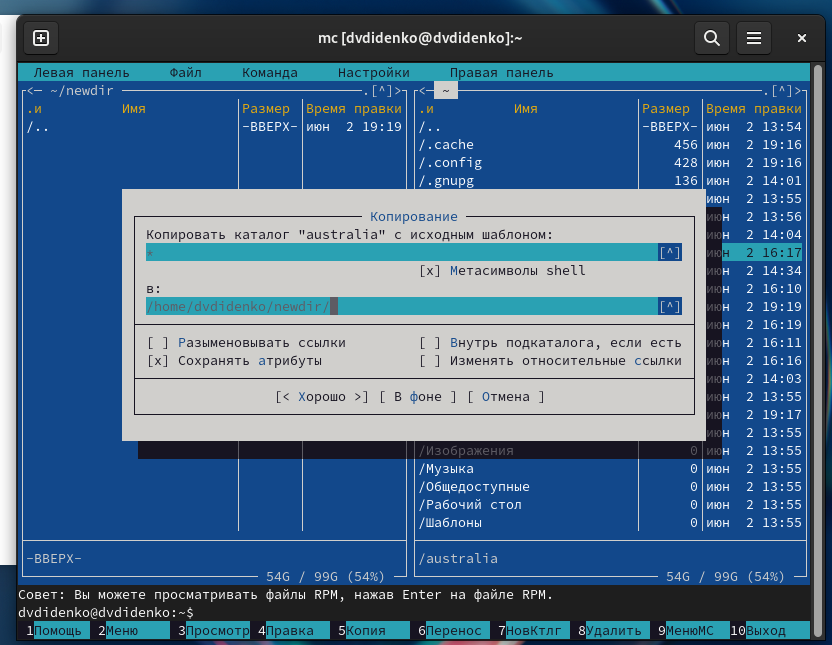 mc [dvdidenko@dvdidenko]:~
Левая панель Файл Команда Настройки Правая панель
<— ~/newdir .[^]> <— ~ .[^]>
.и Имя Размер Время правки .и Имя Размер Время правки
/.. -ВВЕРХ- июн 2 19:19 /.. -ВВЕРХ- июн 2 13:54
/.cache 456 июн 2 19:16
/.config 428 июн 2 19:16
/.gnupg 136 июн 2 14:01
июн 2 13:55
Копирование июн 2 13:56
Копировать каталог "australia" с исходным шаблоном: июн 2 14:04
* [^] июн 2 16:17
[x] Метасимволы shell июн 2 14:34
в: июн 2 16:10
/home/dvdidenko/newdir/ [^] июн 2 19:19
июн 2 16:19
[ ] Разыменовывать ссылки [ ] Внутрь подкаталога, если есть июн 2 16:11
[x] Сохранять атрибуты [ ] Изменять относительные ссылки июн 2 16:16
июн 2 14:03
[< Хорошо >] [ В фоне ] [ Отмена ] июн 2 13:55
июн 2 19:17
июн 2 13:55
/Изображения 0 июн 2 13:55
/Музыка 0 июн 2 13:55
/Общедоступные 0 июн 2 13:55
/Рабочий стол 0 июн 2 13:55
/Шаблоны 0 июн 2 13:55
-ВВЕРХ- /australia
54G / 99G (54%) 54G / 99G (54%)
Совет: Вы можете просматривать файлы RPM, нажав Enter на файле RPM.
dvdidenko@dvdidenko:~$
1Помощь 2Меню 3Просмотр 4Правка 5Копия 6Перенос 7НовКтлг 8Удалить 9МенюМС 10Выход